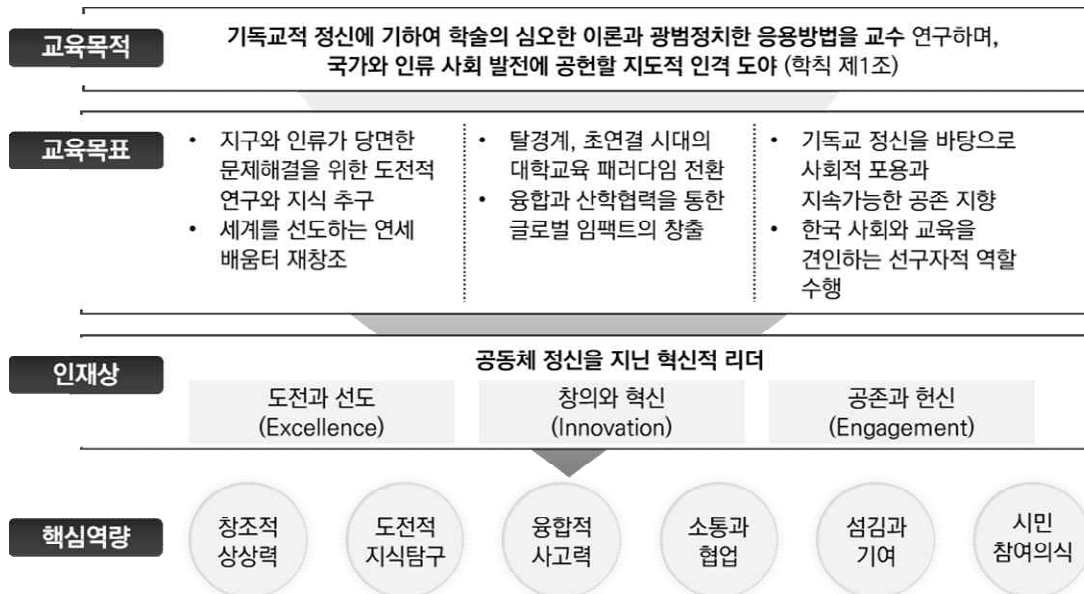 교육목적
기독교적 정신에 기하여 학술의 심오한 이론과 광범정치한 응용방법을 교수 연구하며,
국가와 인류 사회 발전에 공헌할 지도적 인격 도야 (학칙 제1조)
교육목표
• 지구와 인류가 당면한
문제해결을 위한 도전적
연구와 지식 추구
• 세계를 선도하는 연세
배움터 재창조
• 탈경계, 초연결 시대의
대학교육 패러다임 전환
• 융합과 산학협력을 통한
글로벌 임팩트의 창출
• 기독교 정신을 바탕으로
사회적 포용과
지속가능한 공존 지향
• 한국 사회와 교육을
견인하는 선구자적 역할
수행
인재상
공동체 정신을 지닌 혁신적 리더
도전과 선도
(Excellence)
창의와 혁신
(Innovation)
공존과 헌신
(Engagement)
핵심역량
창조적
상상력
도전적
지식탐구
융합적
사고력
소통과
협업
섬김과
기여
시민
참여의식